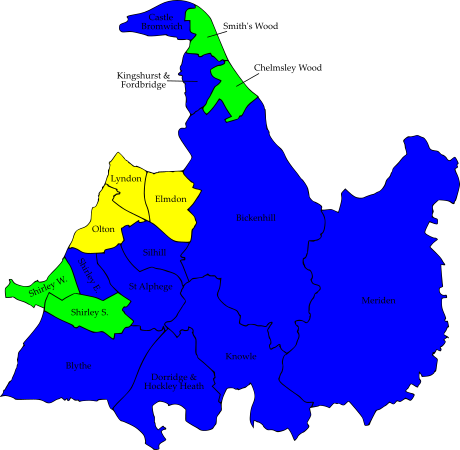 Castle
Bromwich
Smith's Wood
Chelmsley Wood
Kingshurst &
Fordbridge
Lyndon
Elmdon
Olton
Bickenhill
Silhill
Shirley E.
Shirley W.
St Alphege
Shirley S.
Meriden
Blythe
Knowle
Dorridge &
Hockley Heath